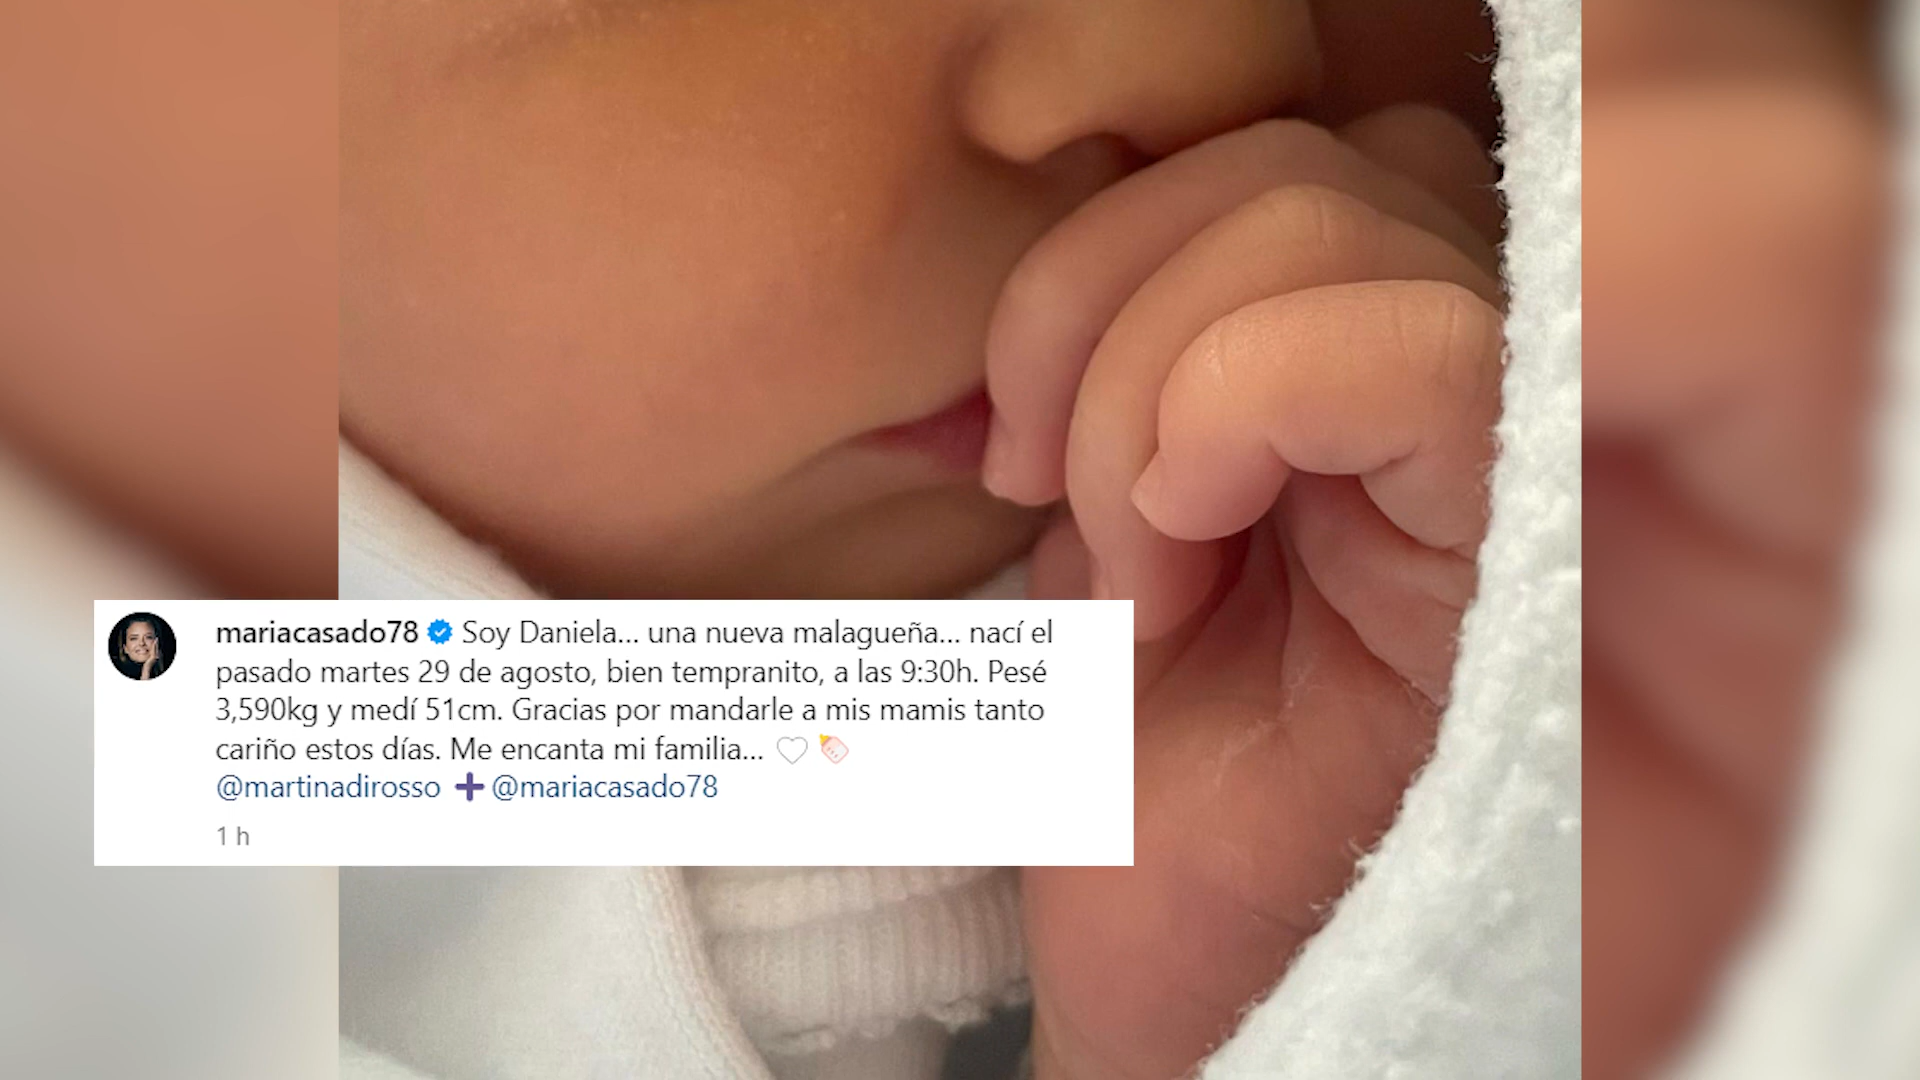 mariacasado78 Soy Daniela... una nueva malagueña... nací el
pasado martes 29 de agosto, bien tempranito, a las 9:30h. Pesé
3,590kg y medí 51cm. Gracias por mandarle a mis mamis tanto
cariño estos días. Me encanta mi familia... 🤍🍼
@martinadirosso ➕ @mariacasado78
1 h